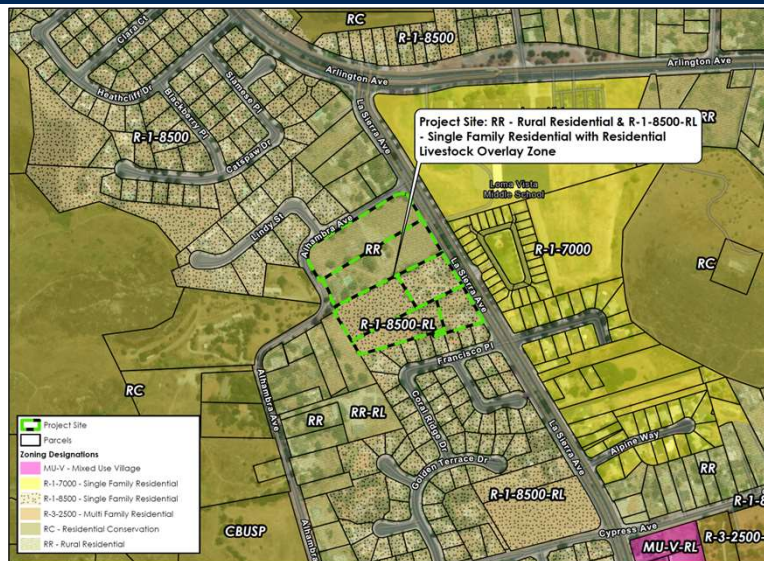 RC
R-1-8500
Clara Ct
Arlington Ave
Arlington Ave
Heathcliff Dr
Siamese Pl
Blackberry Pl
La Sierra Ave
Project Site: RR - Rural Residential & R-1-8500-RL
- Single Family Residential with Residential
Livestock Overlay Zone
RR
R-1-8500
Catspaw Dr
Loma Vista
Middle School
Lindy St
Alhambra Ave
RR
R-1-7000
La Sierra Ave
RC
R-1-8500-RL
Francisco Pl
RC
Alhambra Ave
RR
RR-RL
Coral Ridge Dr
La Sierra Ave
Alpine Way
Golden Terrace Dr
RR
R-1-8500-RL
Cypress Ave
R-1-8
CBUSP
Alhambra
MU-V-RL
R-3-2500-
Project Site
Parcels
Zoning Designations
MU-V - Mixed Use Village
R-1-7000 - Single Family Residential
R-1-8500 - Single Family Residential
R-3-2500 - Multi Family Residential
RC - Residential Conservation
RR - Rural Residential